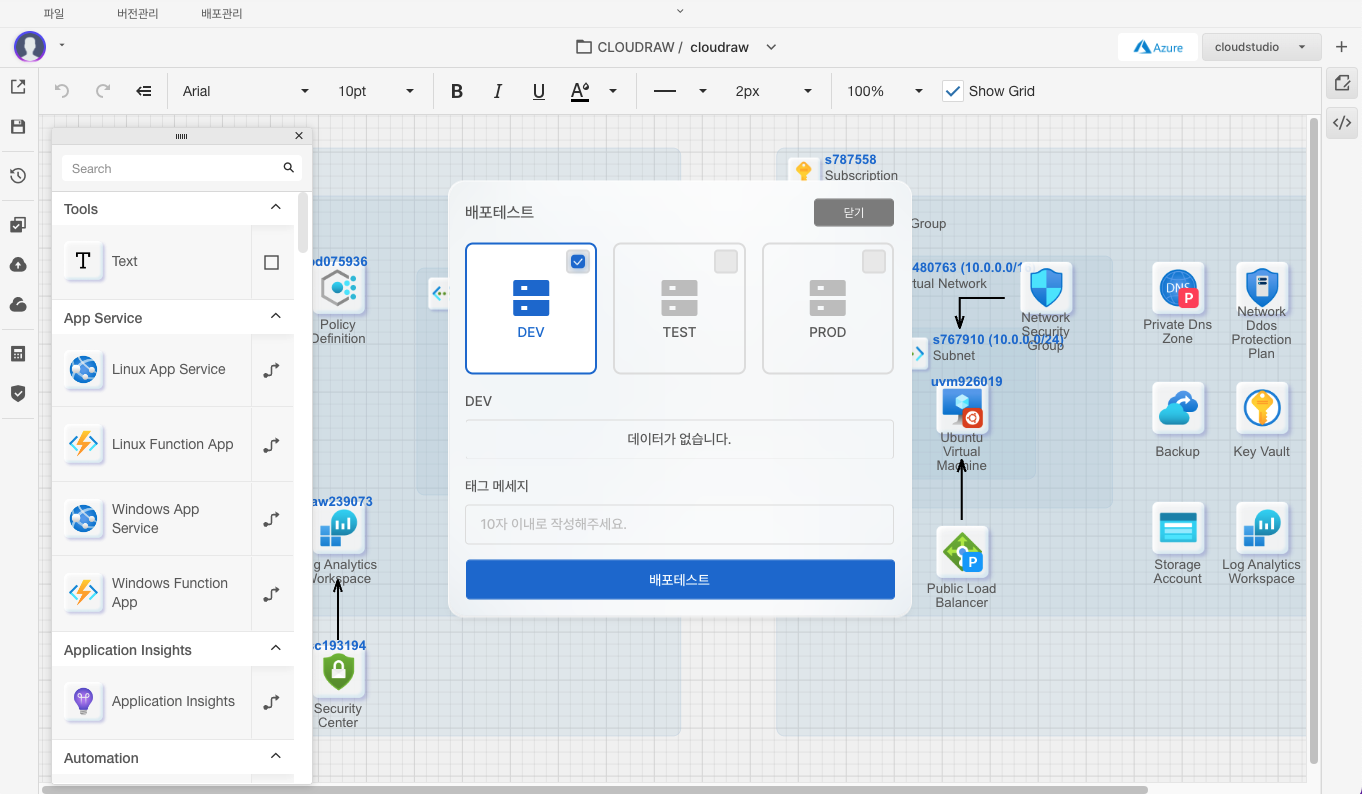 파일 버전관리 배포관리
CLOUDRAW / cloudraw
Azure
cloudstudio
Arial 10pt B I U A 2px 100% Show Grid
Search
Tools
T Text
App Service
Linux App Service
Linux Function App
Windows App
Service
Windows Function
App
Application Insights
Application Insights
Automation
pd075936
Policy
Definition
aw239073
g Analytics
Workspace
sc193194
Security
Center
배포테스트
닫기
DEV
TEST
PROD
DEV
데이터가 없습니다.
태그 메세지
10자 이내로 작성해주세요.
배포테스트
s787558
Subscription
Group
480763 (10.0.0.0/1
tual Network
Network
Security
Group
s767910 (10.0.0.0/24)
Subnet
uvm926019
Ubuntu
Virtual
Machine
P
Public Load
Balancer
DNS
P
Private Dns
Zone
Network
Ddos
Protection
Plan
Backup
Key Vault
Storage
Account
Log Analytics
Workspace